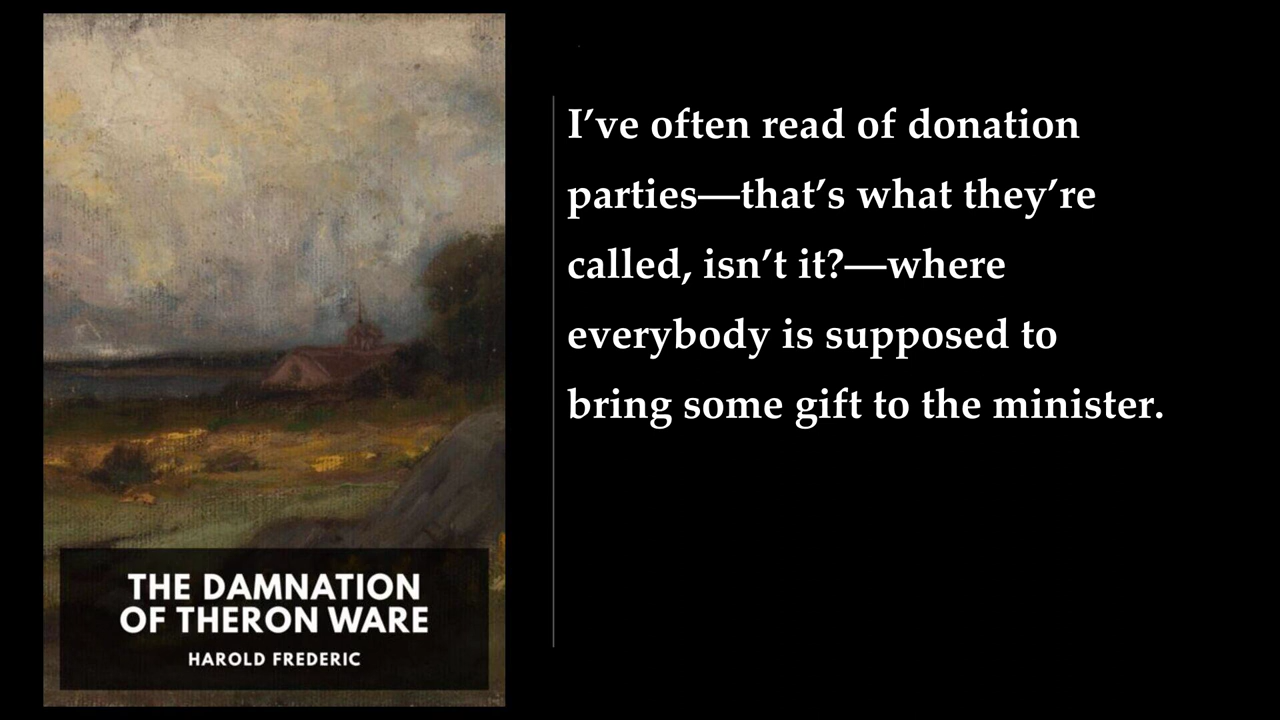 THE DAMNATION
OF THERON WARE
HAROLD FREDERIC
I’ve often read of donation
parties—that’s what they’re
called, isn’t it?—where
everybody is supposed to
bring some gift to the minister.